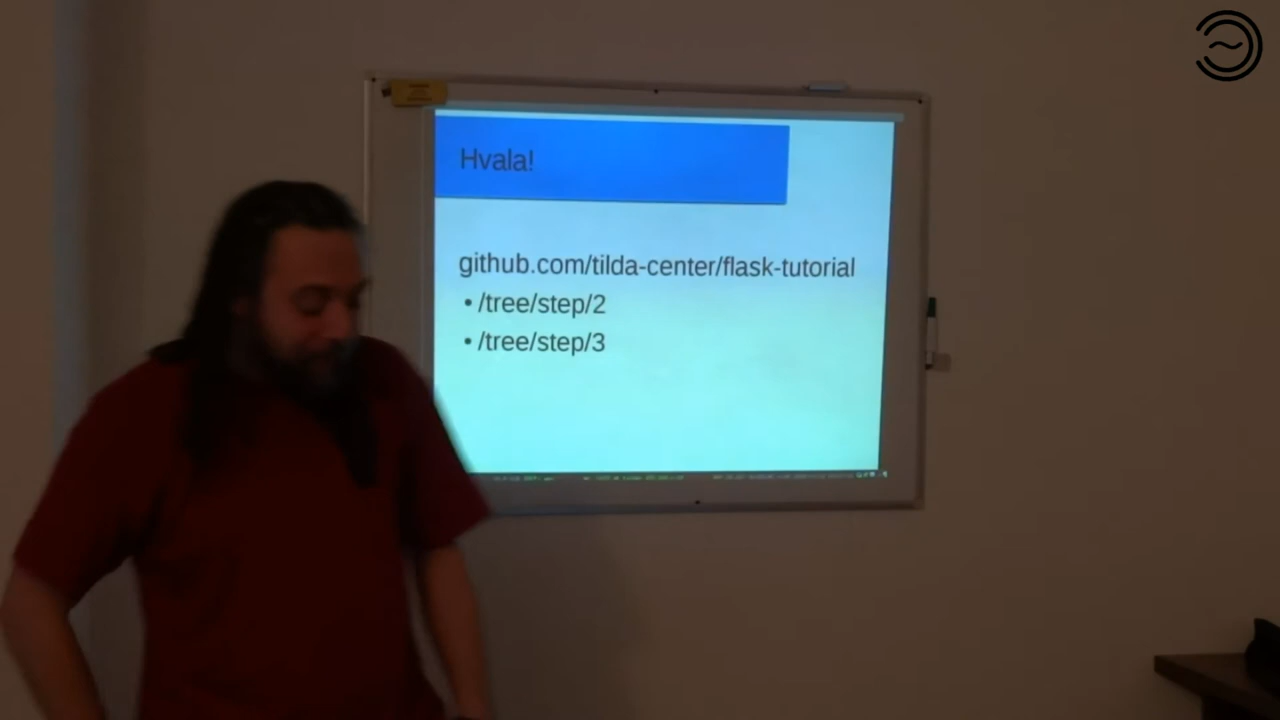 Hvala!
github.com/tilda-center/flask-tutorial
• /tree/step/2
• /tree/step/3